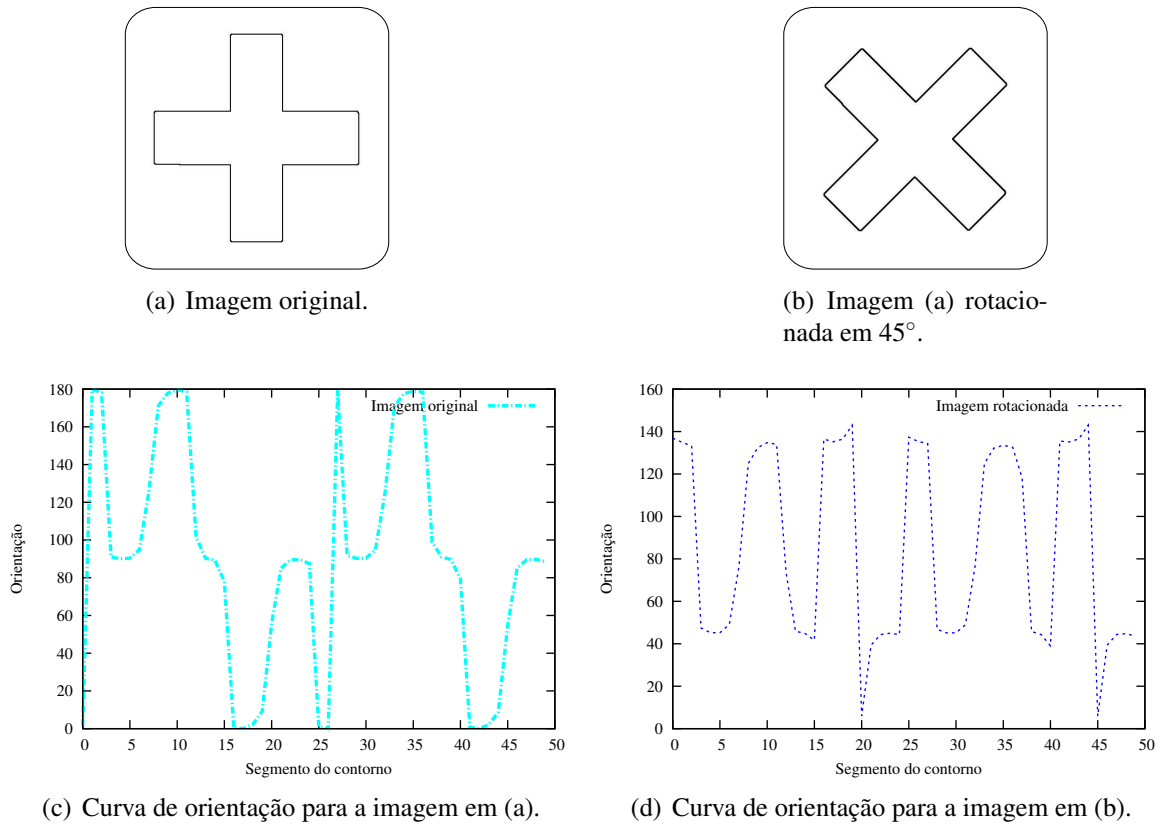 (a) Imagem original.
(b) Imagem (a) rotacio-
nada em 45°.
180
160
140
120
100
80
60
40
20
0
0 5 10 15 20 25 30 35 40 45 50
Orientação
Segmento do contorno
Imagem original
160
140
120
100
80
60
40
20
0
0 5 10 15 20 25 30 35 40 45 50
Orientação
Segmento do contorno
Imagem rotacionada
(c) Curva de orientação para a imagem em (a).
(d) Curva de orientação para a imagem em (b).